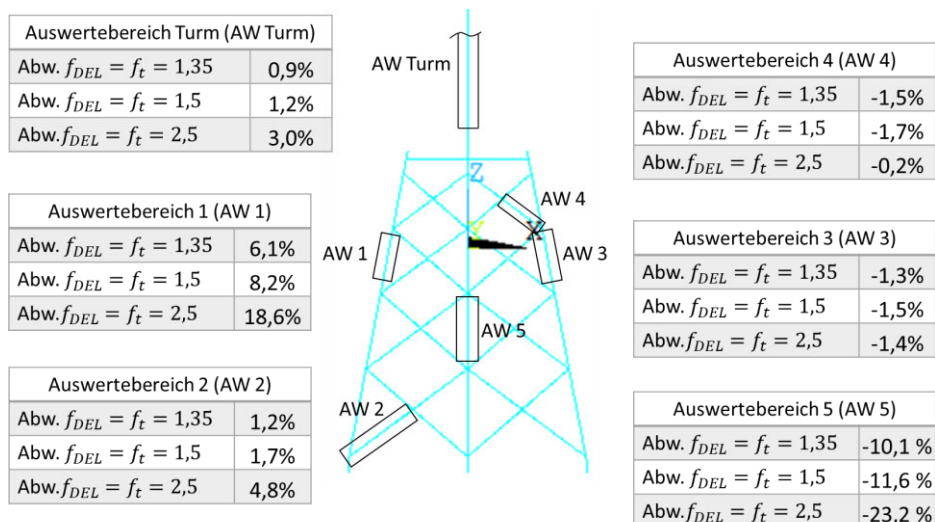 Auswertebereich Turm (AW Turm)
Abw. f_DEL = f_t = 1,35 0,9%
Abw. f_DEL = f_t = 1,5 1,2%
Abw.f_DEL = f_t = 2,5 3,0%
Auswertebereich 1 (AW 1)
Abw. f_DEL = f_t = 1,35 6,1%
Abw. f_DEL = f_t = 1,5 8,2%
Abw.f_DEL = f_t = 2,5 18,6%
Auswertebereich 2 (AW 2)
Abw. f_DEL = f_t = 1,35 1,2%
Abw. f_DEL = f_t = 1,5 1,7%
Abw.f_DEL = f_t = 2,5 4,8%
AW Turm
Z
AW 4
Y
X
AW 1
AW 3
AW 5
AW 2
Auswertebereich 4 (AW 4)
Abw. f_DEL = f_t = 1,35 -1,5%
Abw. f_DEL = f_t = 1,5 -1,7%
Abw.f_DEL = f_t = 2,5 -0,2%
Auswertebereich 3 (AW 3)
Abw. f_DEL = f_t = 1,35 -1,3%
Abw. f_DEL = f_t = 1,5 -1,5%
Abw.f_DEL = f_t = 2,5 -1,4%
Auswertebereich 5 (AW 5)
Abw. f_DEL = f_t = 1,35 -10,1 %
Abw. f_DEL = f_t = 1,5 -11,6 %
Abw.f_DEL = f_t = 2,5 -23,2 %